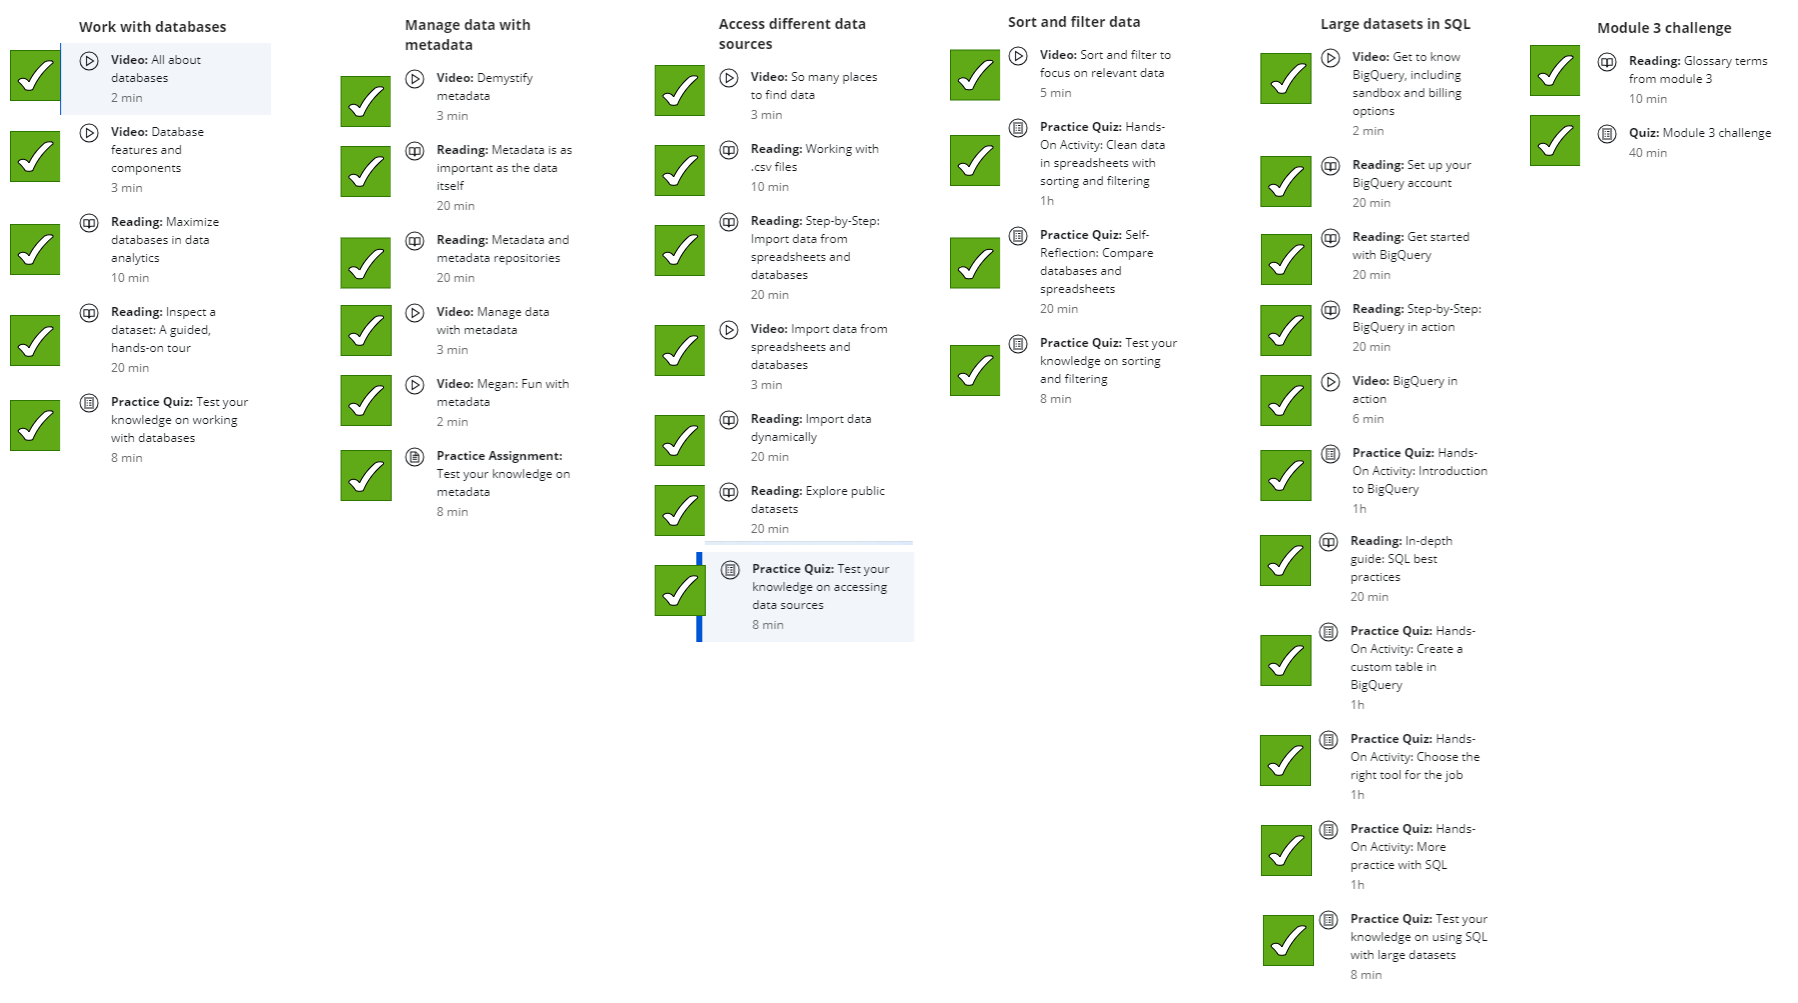 Work with databases
Video: All about
databases
2 min
Video: Database
features and
components
3 min
Reading: Maximize
databases in data
analytics
10 min
Reading: Inspect a
dataset: A guided,
hands-on tour
20 min
Practice Quiz: Test your
knowledge on working
with databases
8 min
Manage data with
metadata
Video: Demystify
metadata
3 min
Reading: Metadata is as
important as the data
itself
20 min
Reading: Metadata and
metadata repositories
20 min
Video: Manage data
with metadata
3 min
Video: Megan: Fun with
metadata
2 min
Practice Assignment:
Test your knowledge on
metadata
8 min
Access different data
sources
Video: So many places
to find data
3 min
Reading: Working with
.csv files
10 min
Reading: Step-by-Step:
Import data from
spreadsheets and
databases
20 min
Video: Import data from
spreadsheets and
databases
3 min
Reading: Import data
dynamically
20 min
Reading: Explore public
datasets
20 min
Practice Quiz: Test your
knowledge on accessing
data sources
8 min
Sort and filter data
Video: Sort and filter to
focus on relevant data
5 min
Practice Quiz: Hands-
On Activity: Clean data
in spreadsheets with
sorting and filtering
1h
Practice Quiz: Self-
Reflection: Compare
databases and
spreadsheets
20 min
Practice Quiz: Test your
knowledge on sorting
and filtering
8 min
Large datasets in SQL
Video: Get to know
BigQuery, including
sandbox and billing
options
2 min
Reading: Set up your
BigQuery account
20 min
Reading: Get started
with BigQuery
20 min
Reading: Step-by-Step:
BigQuery in action
20 min
Video: BigQuery in
action
6 min
Practice Quiz: Hands-
On Activity: Introduction
to BigQuery
1h
Reading: In-depth
guide: SQL best
practices
20 min
Practice Quiz: Hands-
On Activity: Create a
custom table in
BigQuery
1h
Practice Quiz: Hands-
On Activity: Choose the
right tool for the job
1h
Practice Quiz: Hands-
On Activity: More
practice with SQL
1h
Practice Quiz: Test your
knowledge on using SQL
with large datasets
8 min
Module 3 challenge
Reading: Glossary terms
from module 3
10 min
Quiz: Module 3 challenge
40 min